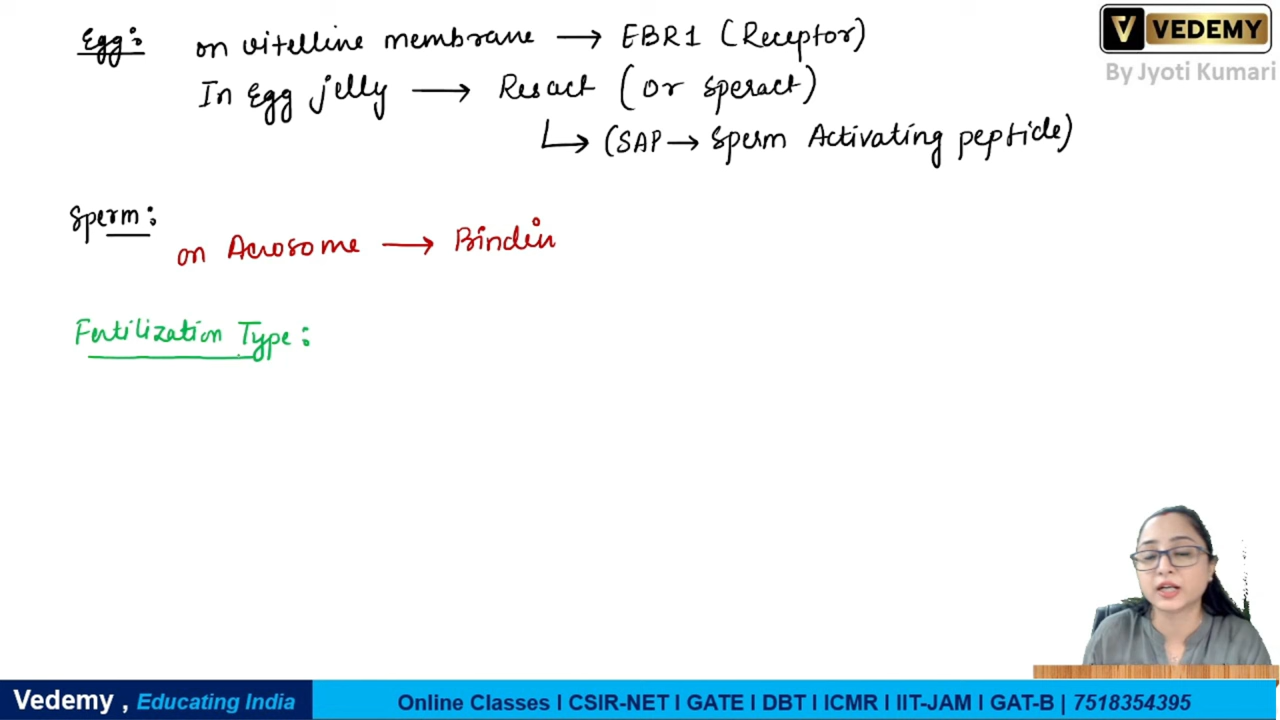 Egg:
on vitelline membrane → EBR1 (Receptor)
In Egg jelly → Resact (or speract)
↳ (SAP → Sperm Activating peptide)
Sperm:
on Acrosome → Bindin
Fertilization Type:
V VEDEMY
By Jyoti Kumari
Vedemy , Educating India
Online Classes I CSIR-NET I GATE I DBT I ICMR I IIT-JAM I GAT-B | 7518354395